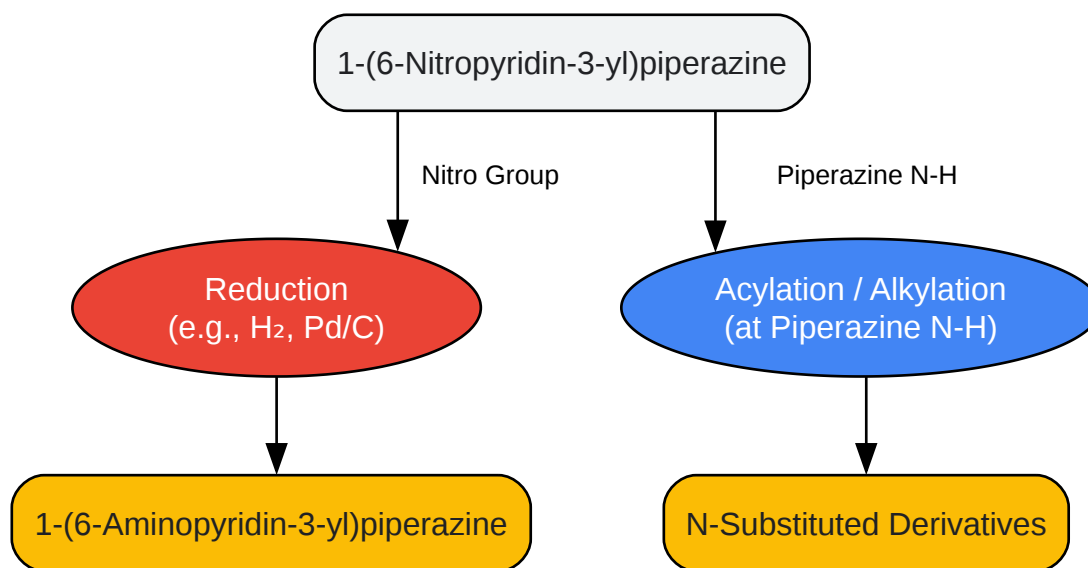 1-(6-Nitropyridin-3-yl)piperazine
Nitro Group
Piperazine N-H
Reduction
(e.g., H₂, Pd/C)
Acylation / Alkylation
(at Piperazine N-H)
1-(6-Aminopyridin-3-yl)piperazine
N-Substituted Derivatives